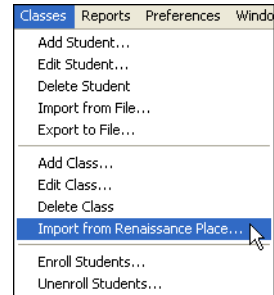 Classes Reports Preferences Windo
Add Student...
Edit Student...
Delete Student
Import from File...
Export to File...
Add Class...
Edit Class...
Delete Class
Import from Renaissance Place...
Enroll Students...
Unenroll Students...